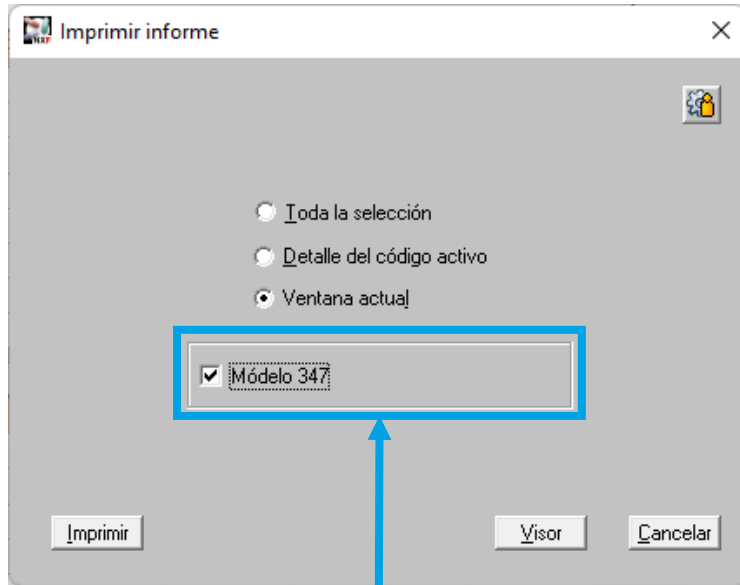 Imprimir informe
Toda la selección
Detalle del código activo
Ventana actual
Módelo 347
Imprimir Visor Cancelar